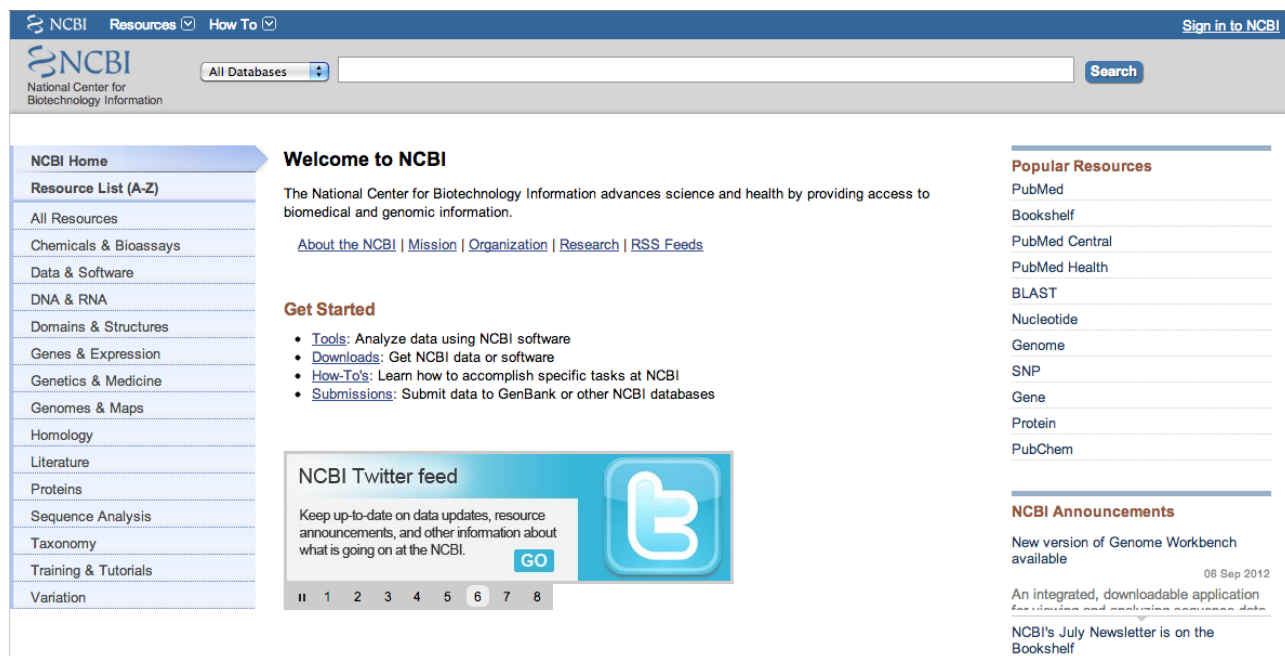 NCBI Resources How To Sign in to NCBI
NCBI
National Center for
Biotechnology Information
All Databases
Search
NCBI Home
Resource List (A-Z)
All Resources
Chemicals & Bioassays
Data & Software
DNA & RNA
Domains & Structures
Genes & Expression
Genetics & Medicine
Genomes & Maps
Homology
Literature
Proteins
Sequence Analysis
Taxonomy
Training & Tutorials
Variation
Welcome to NCBI
The National Center for Biotechnology Information advances science and health by providing access to
biomedical and genomic information.
About the NCBI | Mission | Organization | Research | RSS Feeds
Get Started
• Tools: Analyze data using NCBI software
• Downloads: Get NCBI data or software
• How-To's: Learn how to accomplish specific tasks at NCBI
• Submissions: Submit data to GenBank or other NCBI databases
NCBI Twitter feed
Keep up-to-date on data updates, resource
announcements, and other information about
what is going on at the NCBI.
GO
1 2 3 4 5 6 7 8
Popular Resources
PubMed
Bookshelf
PubMed Central
PubMed Health
BLAST
Nucleotide
Genome
SNP
Gene
Protein
PubChem
NCBI Announcements
New version of Genome Workbench
available
06 Sep 2012
An integrated, downloadable application
for viewing and analyzing sequence data
NCBI's July Newsletter is on the
Bookshelf